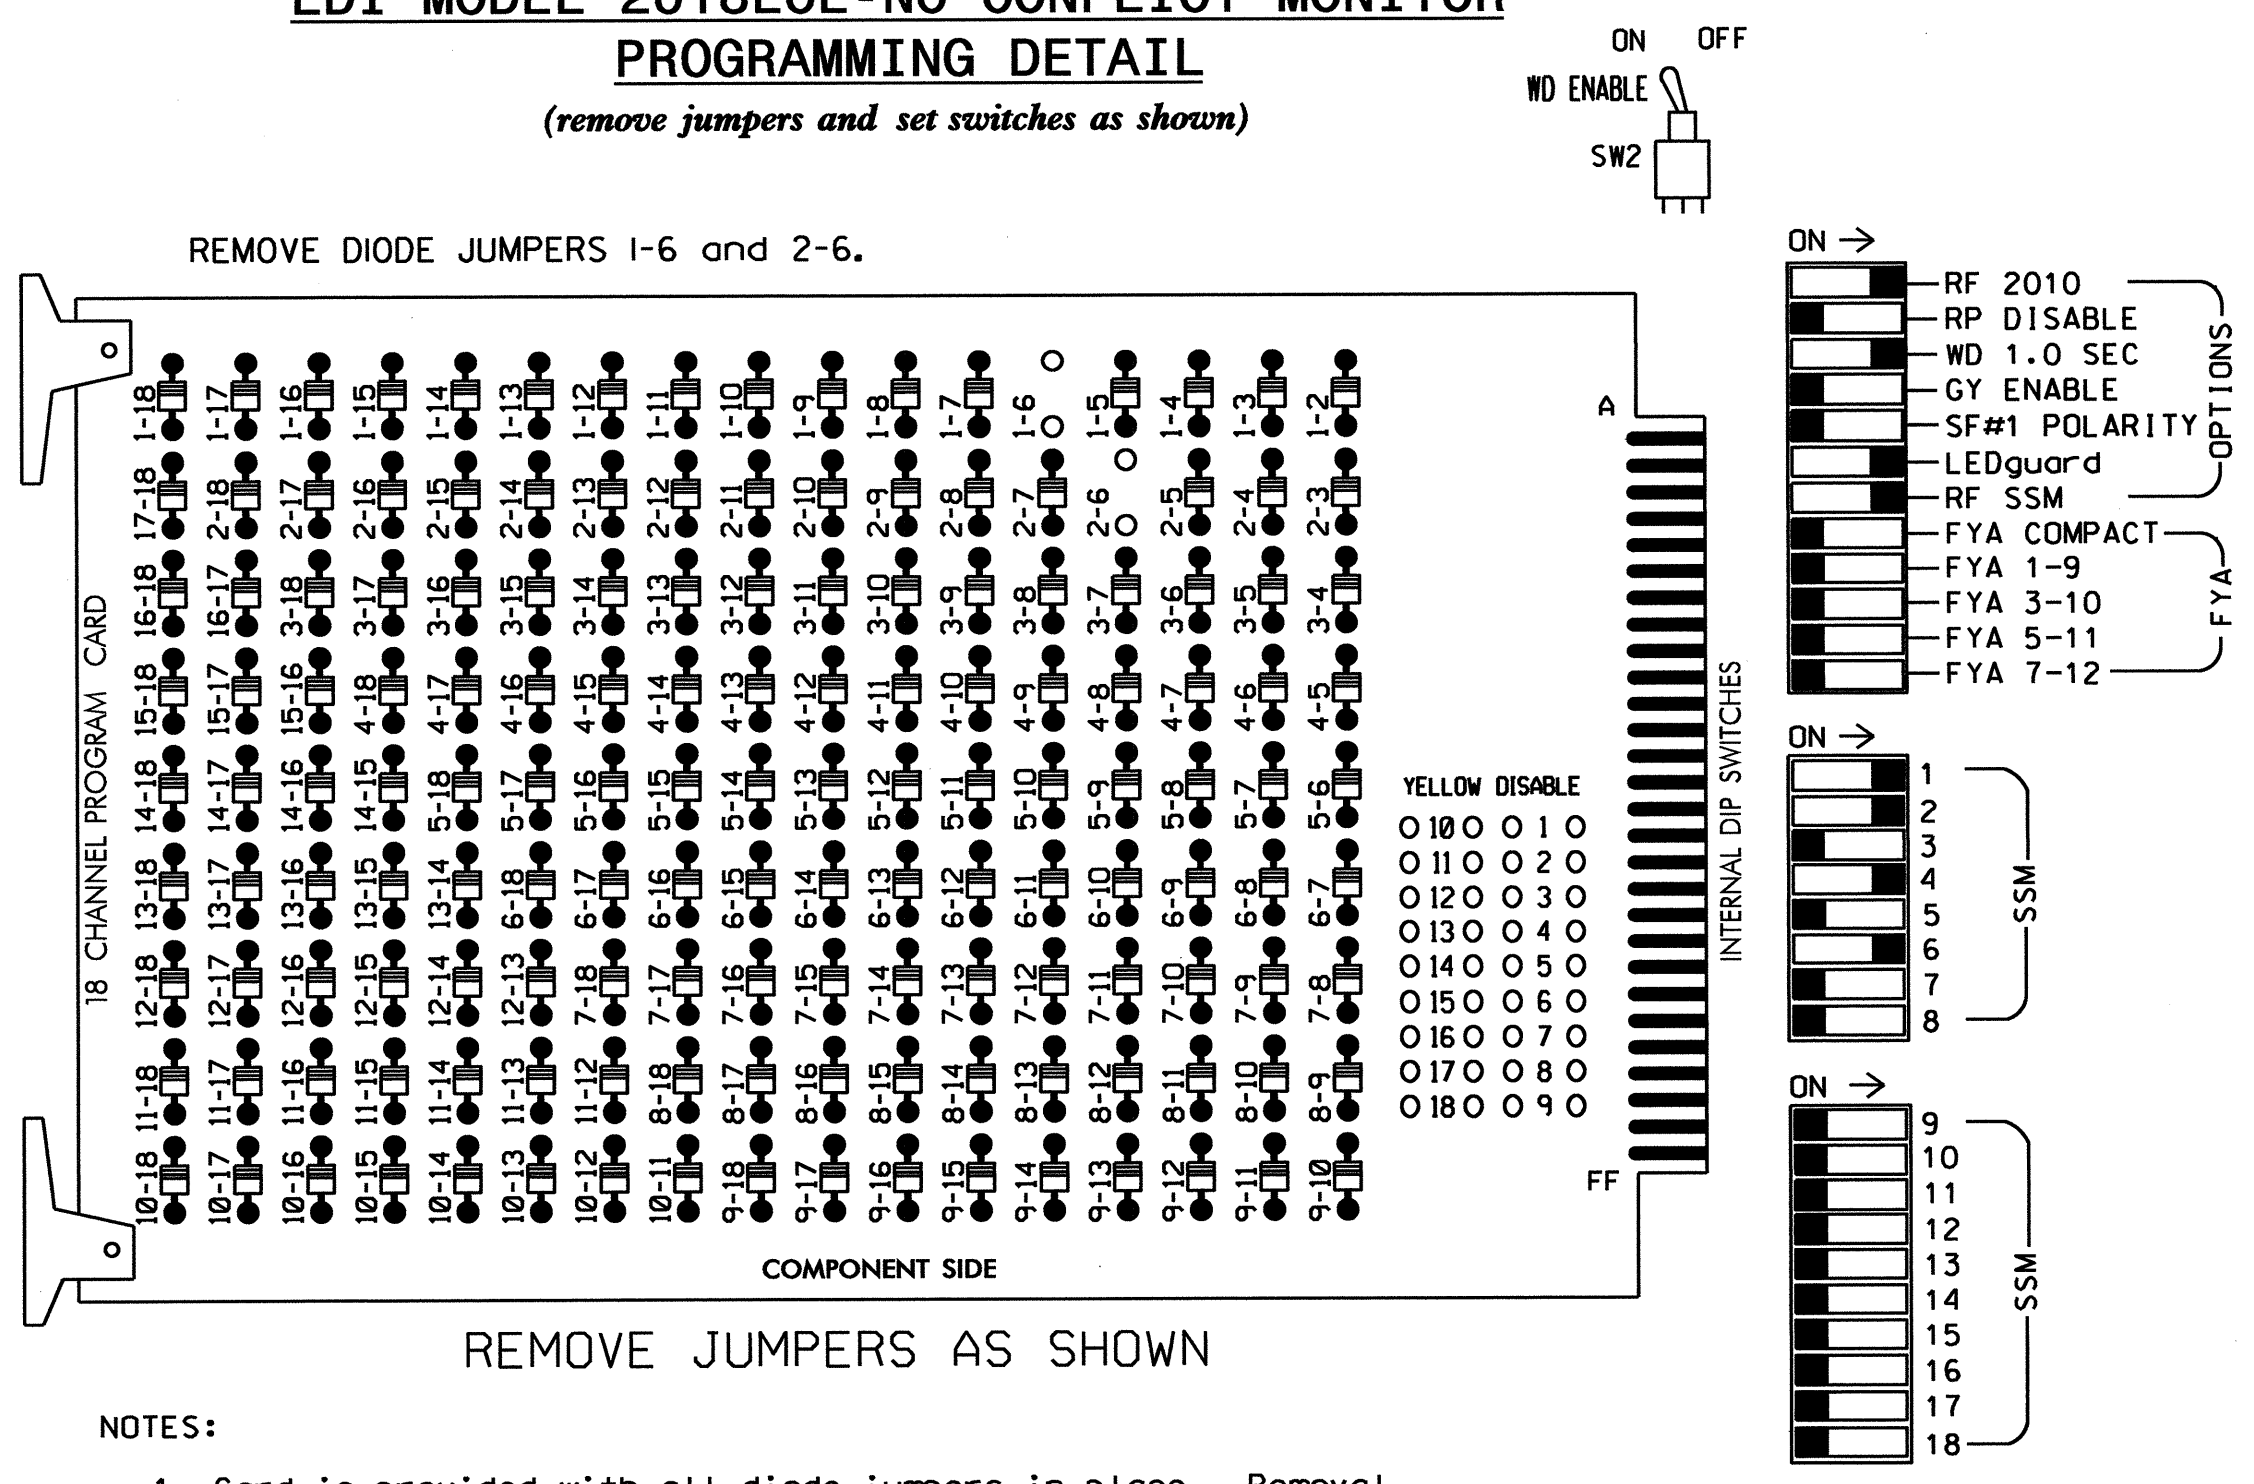 EDI MODEL 2018ECL-NC CONFLICT MONITOR
PROGRAMMING DETAIL
(remove jumpers and set switches as shown)
ON OFF
WD ENABLE
SW2
REMOVE DIODE JUMPERS 1-6 and 2-6.
18 CHANNEL PROGRAM CARD
1-18 1-17 1-16 1-15 1-14 1-13 1-12 1-11 1-10 1-9 1-8 1-7 1-6 1-5 1-4 1-3 1-2
17-18 2-18 2-17 2-16 2-15 2-14 2-13 2-12 2-11 2-10 2-9 2-8 2-7 2-6 2-5 2-4 2-3
16-18 16-17 3-18 3-17 3-16 3-15 3-14 3-13 3-12 3-11 3-10 3-9 3-8 3-7 3-6 3-5 3-4
15-18 15-17 15-16 4-18 4-17 4-16 4-15 4-14 4-13 4-12 4-11 4-10 4-9 4-8 4-7 4-6 4-5
14-18 14-17 14-16 14-15 5-18 5-17 5-16 5-15 5-14 5-13 5-12 5-11 5-10 5-9 5-8 5-7 5-6
13-18 13-17 13-16 13-15 13-14 6-18 6-17 6-16 6-15 6-14 6-13 6-12 6-11 6-10 6-9 6-8 6-7
12-18 12-17 12-16 12-15 12-14 12-13 7-18 7-17 7-16 7-15 7-14 7-13 7-12 7-11 7-10 7-9 7-8
11-18 11-17 11-16 11-15 11-14 11-13 11-12 8-18 8-17 8-16 8-15 8-14 8-13 8-12 8-11 8-10 8-9
10-18 10-17 10-16 10-15 10-14 10-13 10-12 10-11 9-18 9-17 9-16 9-15 9-14 9-13 9-12 9-11 9-10
YELLOW DISABLE
10 1
11 2
12 3
13 4
14 5
15 6
16 7
17 8
18 9
A
FF
COMPONENT SIDE
INTERNAL DIP SWITCHES
ON →
RF 2010
RP DISABLE
WD 1.0 SEC
GY ENABLE
SF#1 POLARITY
LEDguard
RF SSM
OPTIONS
FYA COMPACT
FYA 1-9
FYA 3-10
FYA 5-11
FYA 7-12
FYA
ON →
1
2
3
4
5
6
7
8
SSM
ON →
9
10
11
12
13
14
15
16
17
18
SSM
REMOVE JUMPERS AS SHOWN
NOTES:
1. Card is provided with all diode jumpers in place. Removal